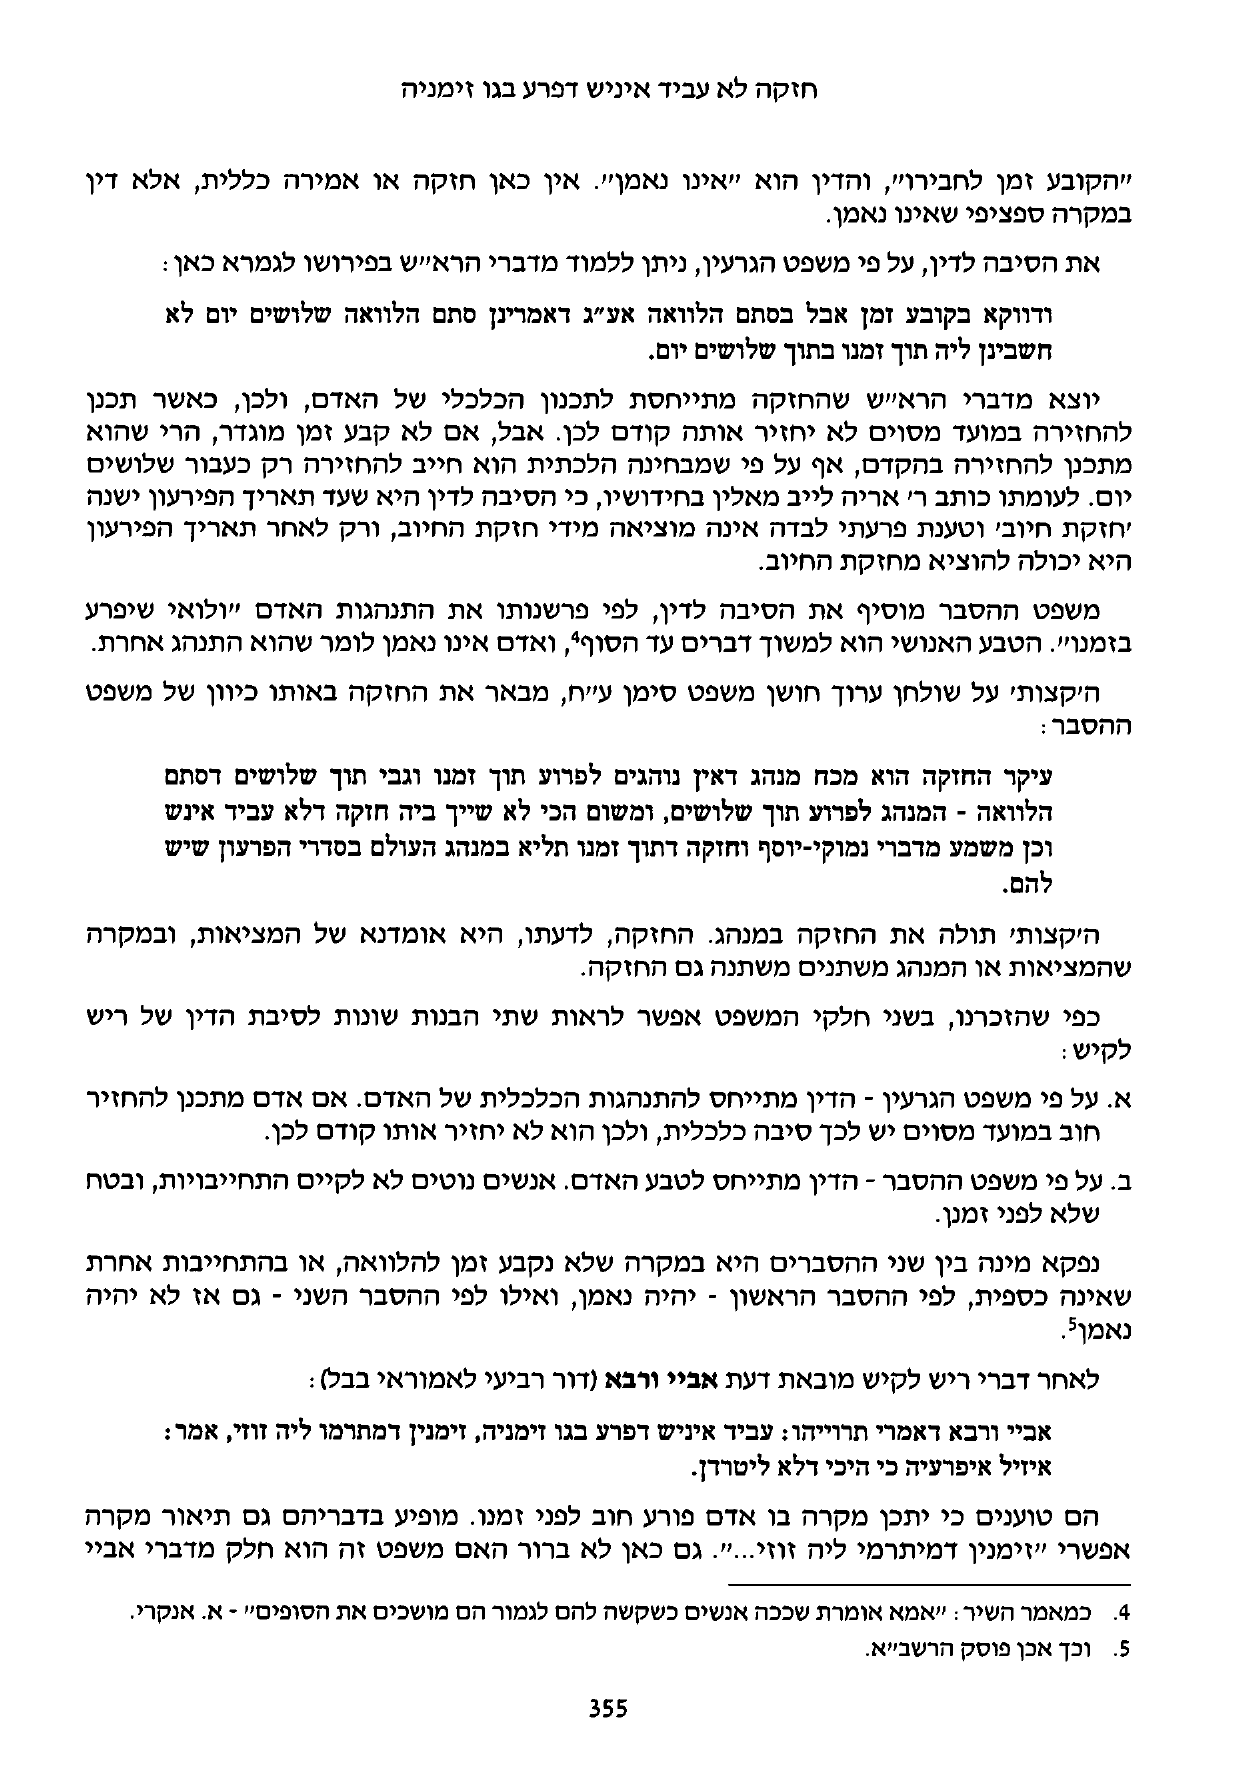 חזקה לא עביד איניש דפרע בגו זימניה
"הקובע זמן לחבירו", והדין הוא "אינו נאמן". אין כאן חזקה או אמירה כללית, אלא דין
במקרה ספציפי שאינו נאמן.
את הסיבה לדין, על פי משפט הגרעין, ניתן ללמוד מדברי הרא"ש בפירושו לגמרא כאן:
ודווקא בקובע זמן אבל בסתם הלוואה אע"ג דאמרינן סתם הלוואה שלושים יום לא
חשבינן ליה תוך זמנו בתוך שלושים יום.
יוצא מדברי הרא"ש שהחזקה מתייחסת לתכנון הכלכלי של האדם, ולכן, כאשר תכנן
להחזירה במועד מסוים לא יחזיר אותה קודם לכן. אבל, אם לא קבע זמן מוגדר, הרי שהוא
מתכנן להחזירה בהקדם, אף על פי שמבחינה הלכתית הוא חייב להחזירה רק כעבור שלושים
יום. לעומתו כותב ר' אריה לייב מאלין בחידושיו, כי הסיבה לדין היא שעד תאריך הפירעון ישנה
'חזקת חיוב' וטענת פרעתי לבדה אינה מוציאה מידי חזקת החיוב, ורק לאחר תאריך הפירעון
היא יכולה להוציא מחזקת החיוב.
משפט ההסבר מוסיף את הסיבה לדין, לפי פרשנותו את התנהגות האדם "ולואי שיפרע
בזמנו". הטבע האנושי הוא למשוך דברים עד הסוף4, ואדם אינו נאמן לומר שהוא התנהג אחרת.
ה'קצות' על שולחן ערוך חושן משפט סימן ע"ח, מבאר את החזקה באותו כיוון של משפט
ההסבר:
עיקר החזקה הוא מכח מנהג דאין נוהגים לפרוע תוך זמנו וגבי תוך שלושים דסתם
הלוואה - המנהג לפרוע תוך שלושים, ומשום הכי לא שייך ביה חזקה דלא עביד אינש
וכן משמע מדברי נמוקי-יוסף וחזקה דתוך זמנו תליא במנהג העולם בסדרי הפרעון שיש
להם.
ה'קצות' תולה את החזקה במנהג. החזקה, לדעתו, היא אומדנא של המציאות, ובמקרה
שהמציאות או המנהג משתנים משתנה גם החזקה.
כפי שהזכרנו, בשני חלקי המשפט אפשר לראות שתי הבנות שונות לסיבת הדין של ריש
לקיש:
א. על פי משפט הגרעין - הדין מתייחס להתנהגות הכלכלית של האדם. אם אדם מתכנן להחזיר
חוב במועד מסוים יש לכך סיבה כלכלית, ולכן הוא לא יחזיר אותו קודם לכן.
ב. על פי משפט ההסבר - הדין מתייחס לטבע האדם. אנשים נוטים לא לקיים התחייבויות, ובטח
שלא לפני זמנן.
נפקא מינה בין שני ההסברים היא במקרה שלא נקבע זמן להלוואה, או בהתחייבות אחרת
שאינה כספית, לפי ההסבר הראשון - יהיה נאמן, ואילו לפי ההסבר השני - גם אז לא יהיה
נאמן5.
לאחר דברי ריש לקיש מובאת דעת אביי ורבא (דור רביעי לאמוראי בבל):
אביי ורבא דאמרי תרוייהו: עביד איניש דפרע בגו זימניה, זימנין דמתרמו ליה זוזי, אמר:
איזיל איפרעיה כי היכי דלא ליטרדן.
הם טוענים כי יתכן מקרה בו אדם פורע חוב לפני זמנו. מופיע בדבריהם גם תיאור מקרה
אפשרי "זימנין דמיתרמי ליה זוזי...". גם כאן לא ברור האם משפט זה הוא חלק מדברי אביי
4. כמאמר השיר: "אמא אומרת שככה אנשים כשקשה להם לגמור הם מושכים את הסופים" - א. אנקרי.
5. וכך אכן פוסק הרשב"א.
355